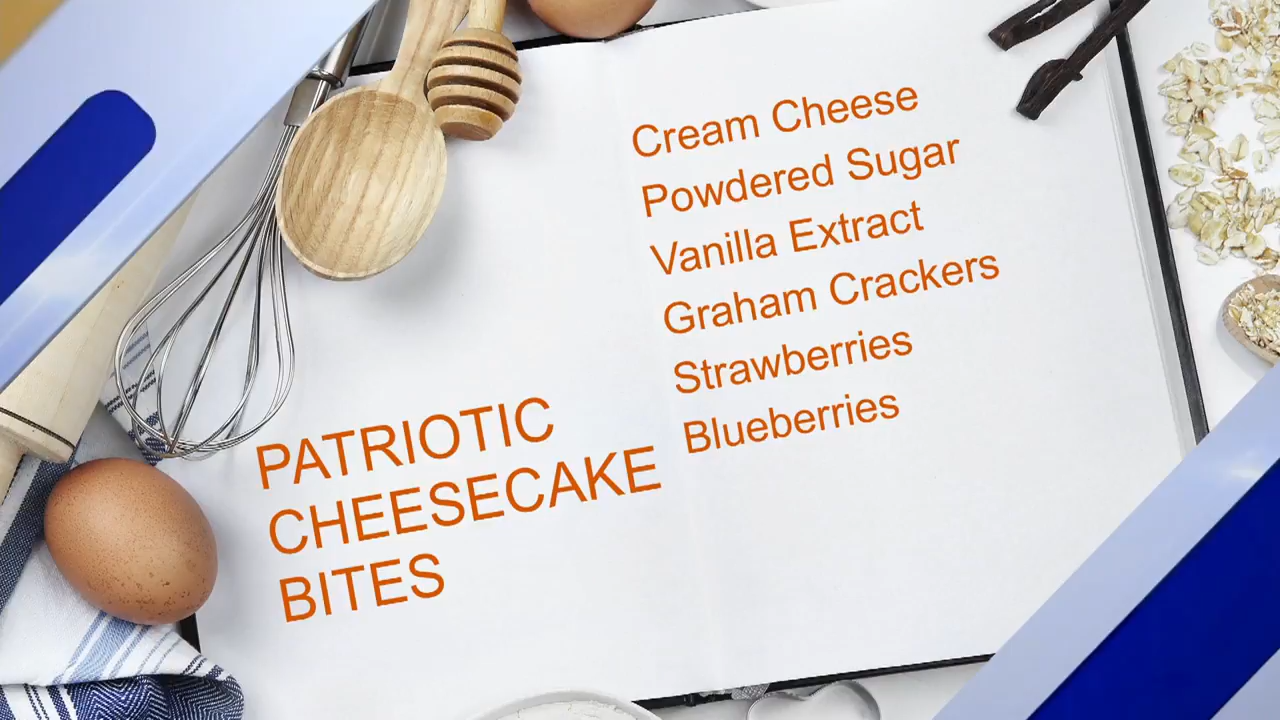 PATRIOTIC
CHEESECAKE
BITES
Cream Cheese
Powdered Sugar
Vanilla Extract
Graham Crackers
Strawberries
Blueberries